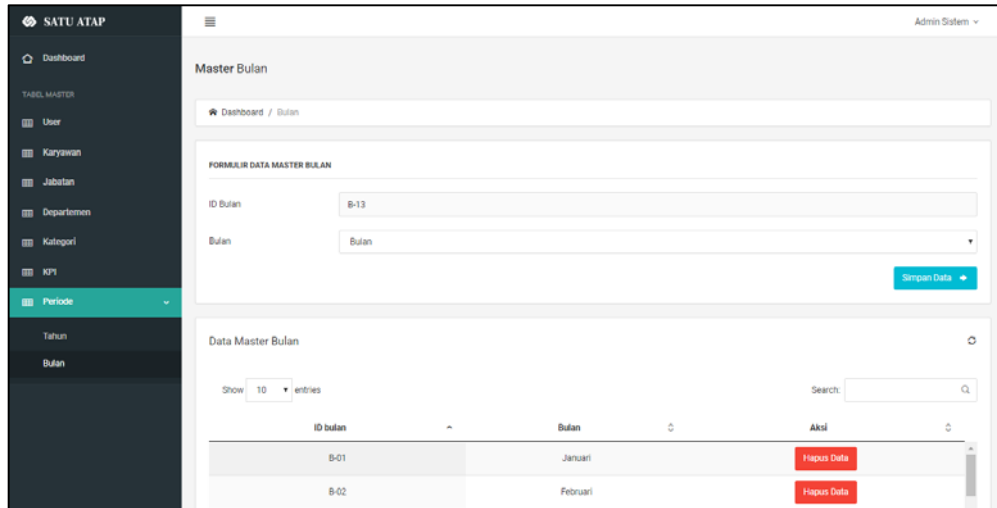 SATU ATAP
Admin Sistem
Dashboard
TABEL MASTER
User
Karyawan
Jabatan
Departemen
Kategori
KPI
Periode
Tahun
Bulan
Master Bulan
Dashboard / Bulan
FORMULIR DATA MASTER BULAN
ID Bulan B-13
Bulan Bulan
Simpan Data
Data Master Bulan
Show 10 entries Search:
ID bulan Bulan Aksi
B-01 Januari Hapus Data
B-02 Februari Hapus Data